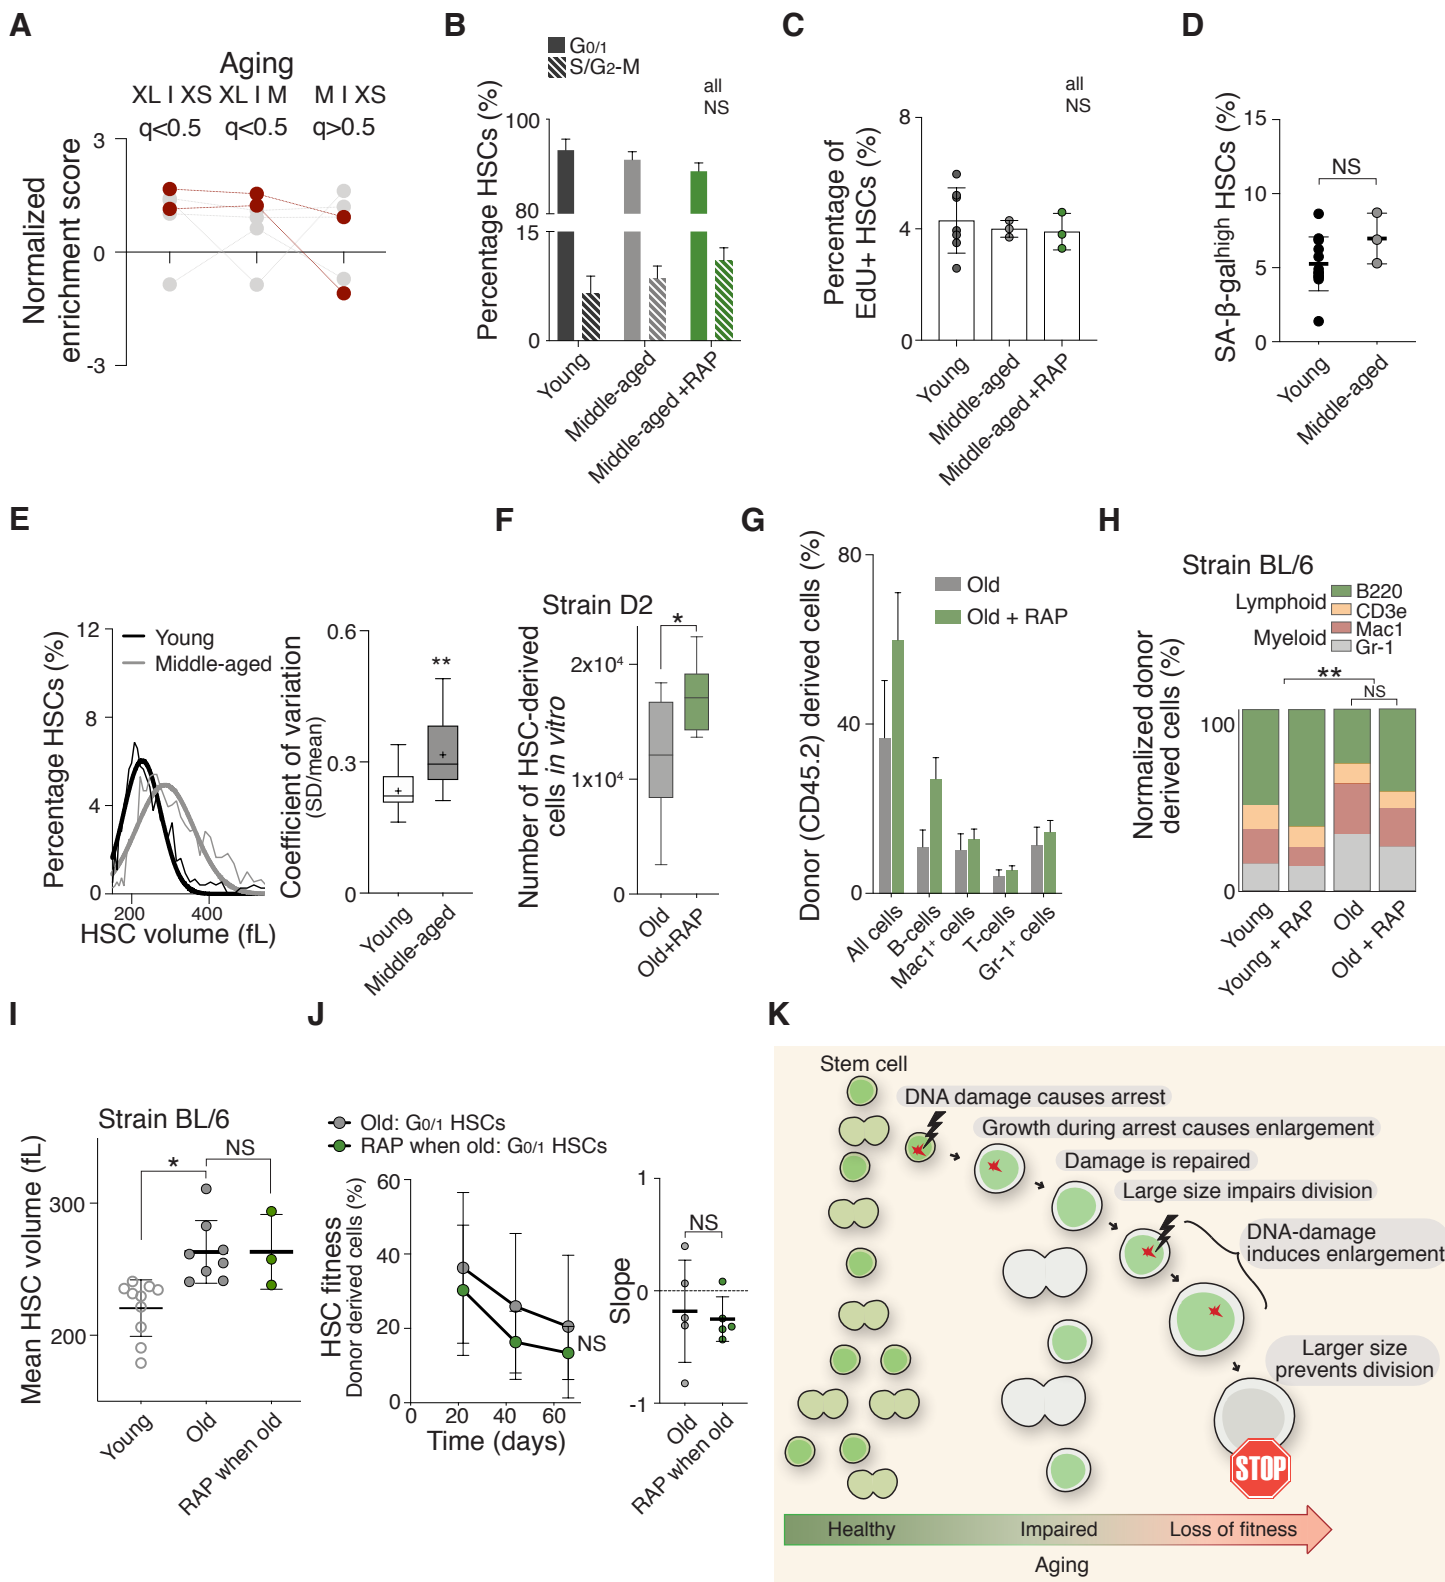 A
Aging
XL I XS XL I M M I XS
q<0.5 q<0.5 q>0.5
Normalized
enrichment score
3
0
-3
B
G0/1
S/G2-M
all
NS
Percentage HSCs (%)
100
80
15
0
Young
Middle-aged
Middle-aged +RAP
C
all
NS
Percentage of
EdU+ HSCs (%)
8
4
0
Young
Middle-aged
Middle-aged +RAP
D
SA-β-galhigh HSCs (%)
15
10
5
0
NS
Young
Middle-aged
E
Percentage HSCs (%)
12
8
4
0
Young
Middle-aged
200 400
HSC volume (fL)
Coefficient of variation
(SD/mean)
0.6
0.3
0
**
Young
Middle-aged
F
Strain D2
*
Number of HSC-derived
cells in vitro
2x10⁴
1x10⁴
0
Old
Old+RAP
G
Donor (CD45.2) derived cells (%)
80
40
0
Old
Old + RAP
All cells
B-cells
Mac1⁺ cells
T-cells
Gr-1⁺ cells
H
Strain BL/6
Lymphoid
Myeloid
B220
CD3e
Mac1
Gr-1
**
NS
Normalized donor
derived cells (%)
100
0
Young
Young + RAP
Old
Old + RAP
I
Strain BL/6
NS
*
Mean HSC volume (fL)
300
200
Young
Old
RAP when old
J
Old: G0/1 HSCs
RAP when old: G0/1 HSCs
HSC fitness
Donor derived cells (%)
60
40
20
0
NS
0 20 40 60
Time (days)
Slope
1
0
-1
NS
Old
RAP when old
K
Stem cell
DNA damage causes arrest
Growth during arrest causes enlargement
Damage is repaired
Large size impairs division
DNA-damage
induces enlargement
Larger size
prevents division
STOP
Healthy Impaired Loss of fitness
Aging